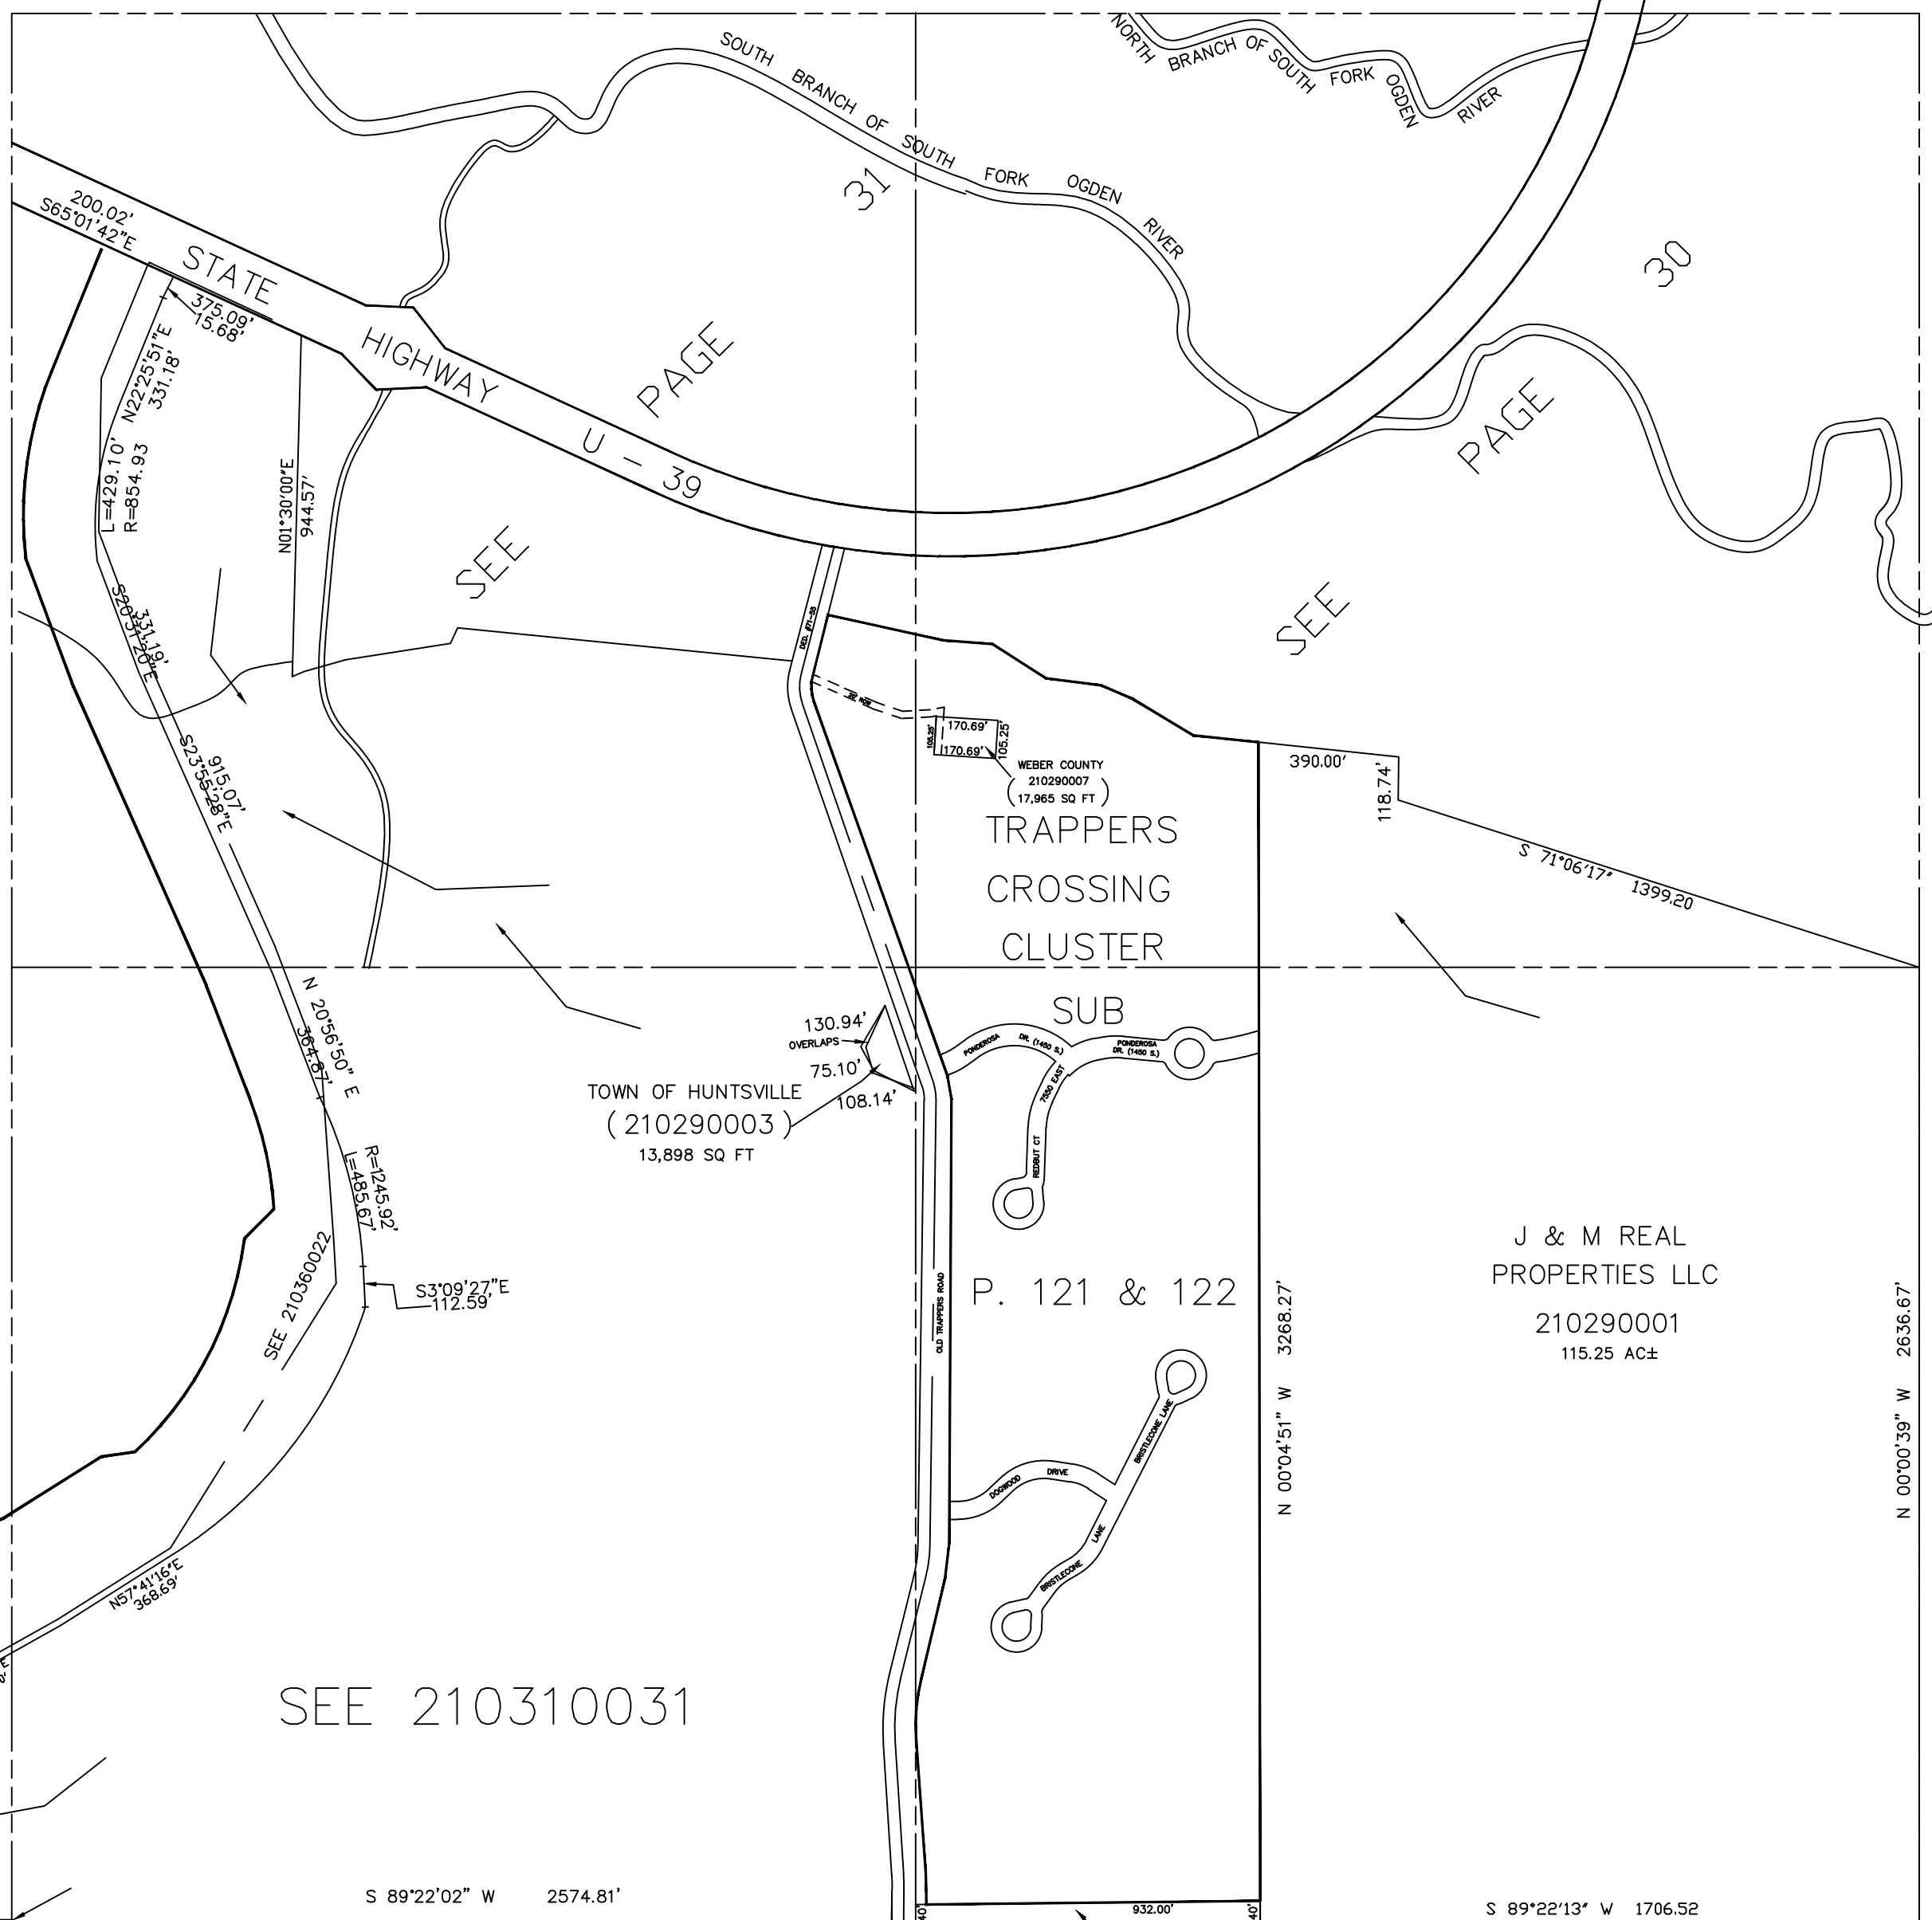 SOUTH BRANCH OF SOUTH FORK OGDEN RIVER
NORTH BRANCH OF SOUTH FORK OGDEN RIVER
200.02'
S65°01'42"E
STATE HIGHWAY U - 39
375.09'
15.68'
N22°25'51"E
331.18'
L=429.10'
R=854.93
N01°30'00"E
944.57'
SEE PAGE 31
SEE PAGE 30
331.19'
S20°31'20"E
915.07'
S23°55'28"E
DED. 671-58
170.69'
105.25'
105.25'
170.69'
WEBER COUNTY
210290007
(17,965 SQ FT)
390.00'
118.74'
S 71°06'17" 1399.20
TRAPPERS
CROSSING
CLUSTER
SUB
N 20°56'50" E
364.87'
130.94'
OVERLAPS
75.10'
108.14'
TOWN OF HUNTSVILLE
(210290003)
13,898 SQ FT
PONDEROSA DR. (1450 S.)
PONDEROSA
DR. (1450 S.)
7550 EAST
REDBUT CT
R=1245.92'
L=485.67'
SEE 210360022
S3°09'27,"E
112.59'
OLD TRAPPERS ROAD
P. 121 & 122
N 00°04'51" W 3268.27'
J & M REAL
PROPERTIES LLC
210290001
115.25 AC±
N 00°00'39" W 2636.67'
BRISTLECONE LANE
DOGWOOD DRIVE
BRISTLECONE LANE
N57°41'16"E
368.69'
SEE 210310031
S 89°22'02" W 2574.81'
40'
932.00'
40'
S 89°22'13" W 1706.52